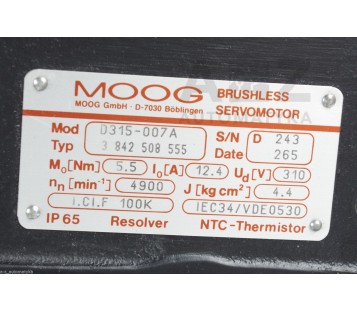 MOOG BRUSHLESS
MOOG GmbH · D-7030 Böblingen SERVOMOTOR
Mod D315-007A S/N D 243
Typ 3 842 508 555 Date 265
Mo[Nm] 5.5 Io[A] 12.4 Ud[V] 310
nn[min⁻¹] 4900 J[kg cm²] 4.4
i.Cl.F 100K IEC34/VDE0530
IP 65 Resolver NTC-Thermistor